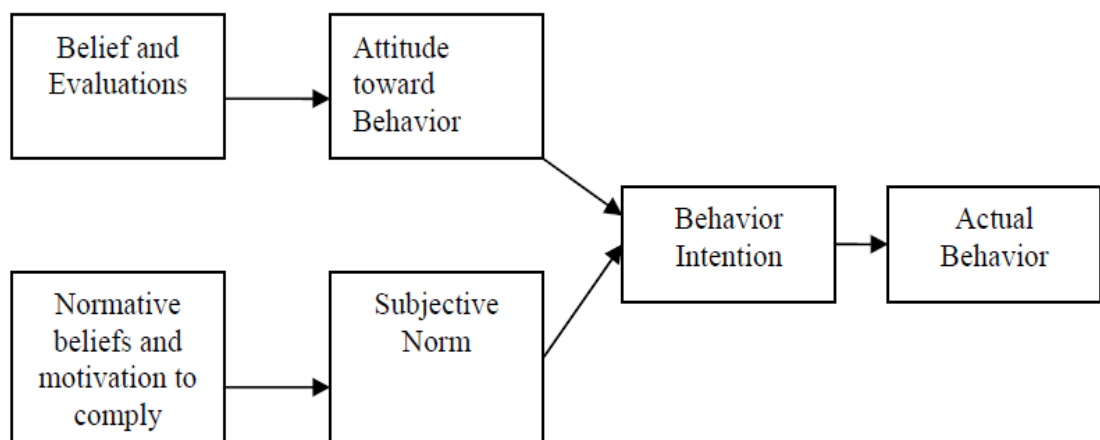 Belief and
Evaluations
Attitude
toward
Behavior
Behavior
Intention
Actual
Behavior
Normative
beliefs and
motivation to
comply
Subjective
Norm